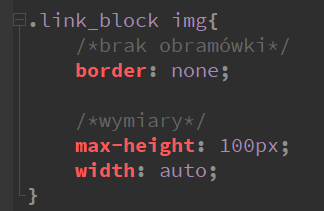 .link_block img{
/*brak obramówki*/
border: none;
/*wymiary*/
max-height: 100px;
width: auto;
}